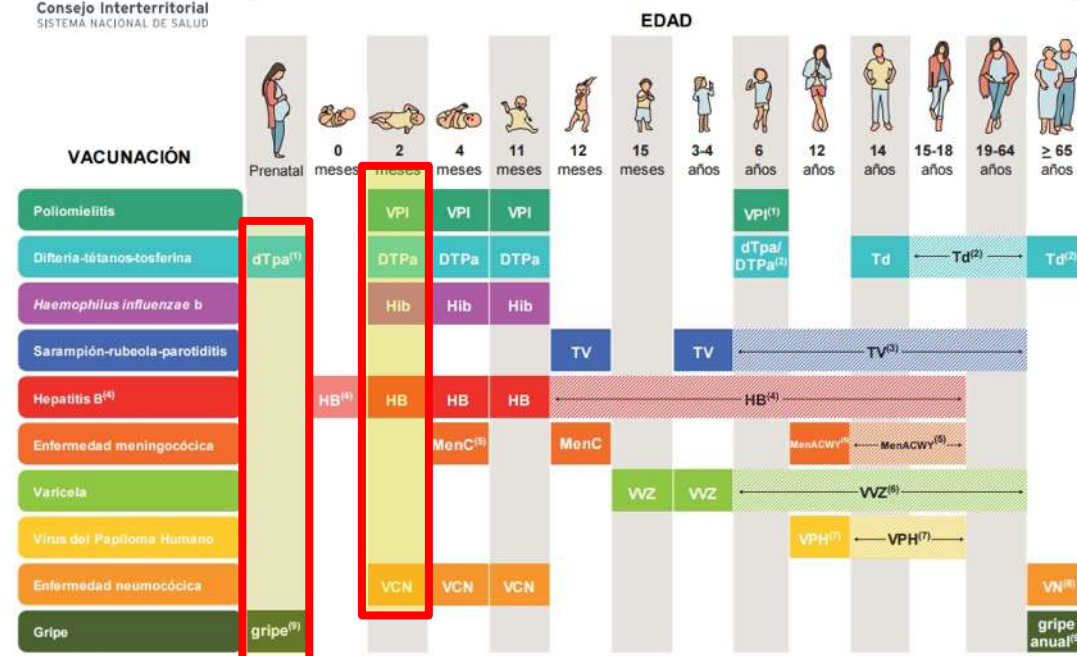 Consejo Interterritorial
SISTEMA NACIONAL DE SALUD
EDAD
VACUNACIÓN
Prenatal
0 meses
2 meses
4 meses
11 meses
12 meses
15 meses
3-4 años
6 años
12 años
14 años
15-18 años
19-64 años
≥ 65 años
Poliomielitis
VPI VPI VPI VPI(1)
Difteria-tétanos-tosferina
dTpa(1) DTPa DTPa DTPa dTpa/ DTPa(2) Td Td(2) Td(2)
Haemophilus influenzae b
Hib Hib Hib
Sarampión-rubeola-parotiditis
TV TV TV(3)
Hepatitis B(4)
HB(4) HB HB HB HB(4)
Enfermedad meningocócica
MenC(5) MenC MenACWY(5) MenACWY(5)
Varicela
VVZ VVZ VVZ(6)
Virus del Papiloma Humano
VPH(7) VPH(7)
Enfermedad neumocócica
VCN VCN VCN VN(8)
Gripe
gripe(9) gripe anual(9)